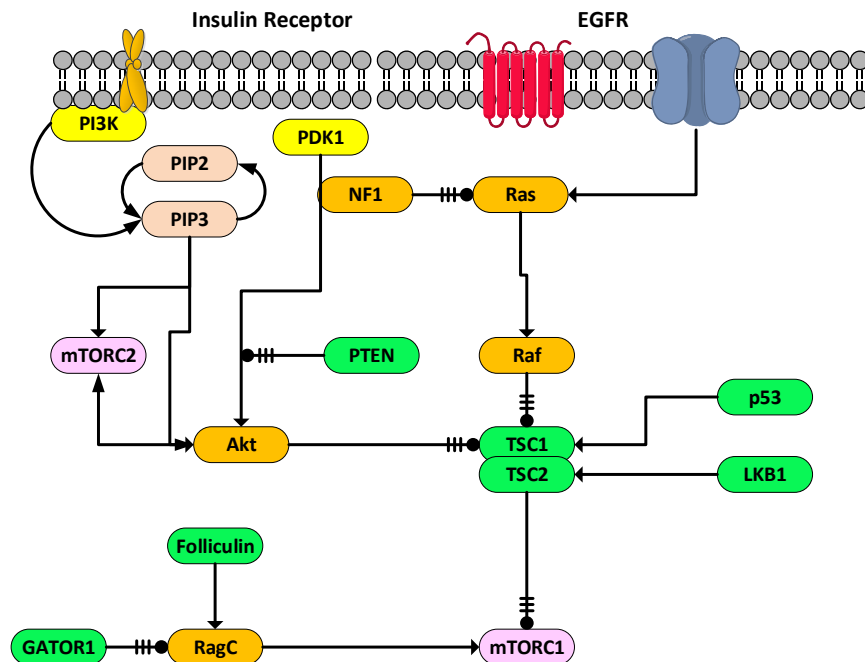 Insulin Receptor
EGFR
PI3K
PDK1
PIP2
NF1
Ras
PIP3
mTORC2
PTEN
Raf
p53
Akt
TSC1
TSC2
LKB1
Folliculin
GATOR1
RagC
mTORC1